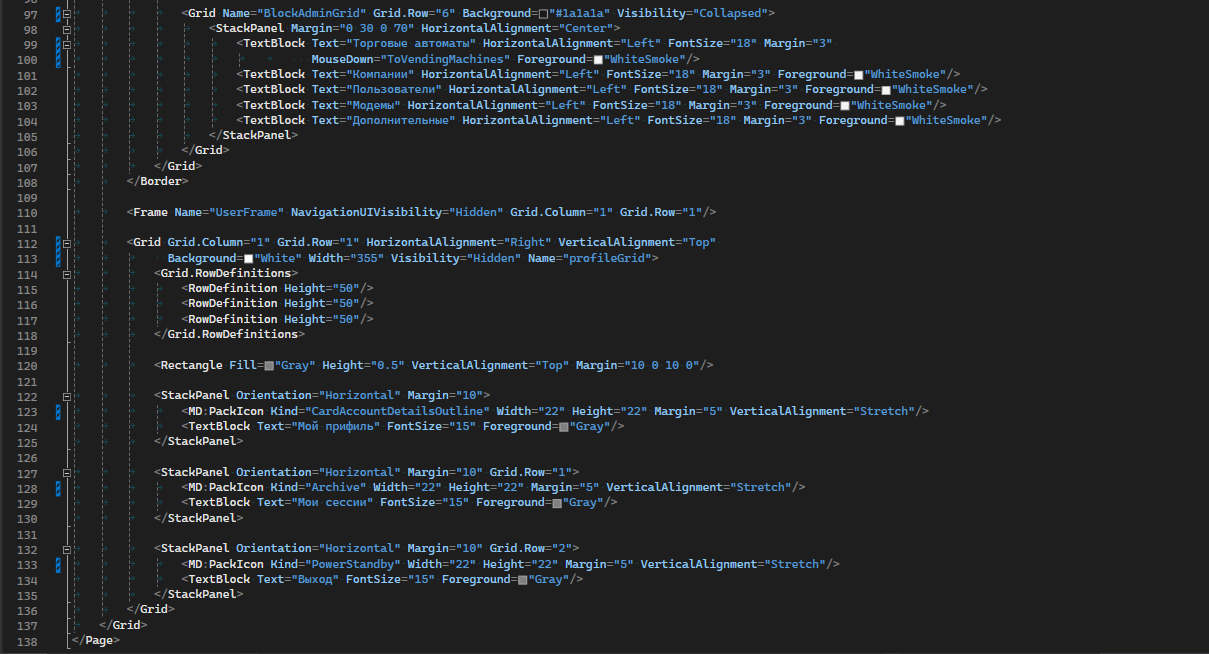 97 <Grid Name="BlockAdminGrid" Grid.Row="6" Background="#1a1a1a" Visibility="Collapsed">
98 <StackPanel Margin="0 30 0 70" HorizontalAlignment="Center">
99 <TextBlock Text="Торговые автоматы" HorizontalAlignment="Left" FontSize="18" Margin="3"
100 MouseDown="ToVendingMachines" Foreground="WhiteSmoke"/>
101 <TextBlock Text="Компании" HorizontalAlignment="Left" FontSize="18" Margin="3" Foreground="WhiteSmoke"/>
102 <TextBlock Text="Пользователи" HorizontalAlignment="Left" FontSize="18" Margin="3" Foreground="WhiteSmoke"/>
103 <TextBlock Text="Модемы" HorizontalAlignment="Left" FontSize="18" Margin="3" Foreground="WhiteSmoke"/>
104 <TextBlock Text="Дополнительные" HorizontalAlignment="Left" FontSize="18" Margin="3" Foreground="WhiteSmoke"/>
105 </StackPanel>
106 </Grid>
107 </Grid>
108 </Border>
109
110 <Frame Name="UserFrame" NavigationUIVisibility="Hidden" Grid.Column="1" Grid.Row="1"/>
111
112 <Grid Grid.Column="1" Grid.Row="1" HorizontalAlignment="Right" VerticalAlignment="Top"
113 Background="White" Width="355" Visibility="Hidden" Name="profileGrid">
114 <Grid.RowDefinitions>
115 <RowDefinition Height="50"/>
116 <RowDefinition Height="50"/>
117 <RowDefinition Height="50"/>
118 </Grid.RowDefinitions>
119
120 <Rectangle Fill="Gray" Height="0.5" VerticalAlignment="Top" Margin="10 0 10 0"/>
121
122 <StackPanel Orientation="Horizontal" Margin="10">
123 <MD:PackIcon Kind="CardAccountDetailsOutline" Width="22" Height="22" Margin="5" VerticalAlignment="Stretch"/>
124 <TextBlock Text="Мой прифиль" FontSize="15" Foreground="Gray"/>
125 </StackPanel>
126
127 <StackPanel Orientation="Horizontal" Margin="10" Grid.Row="1">
128 <MD:PackIcon Kind="Archive" Width="22" Height="22" Margin="5" VerticalAlignment="Stretch"/>
129 <TextBlock Text="Мои сессии" FontSize="15" Foreground="Gray"/>
130 </StackPanel>
131
132 <StackPanel Orientation="Horizontal" Margin="10" Grid.Row="2">
133 <MD:PackIcon Kind="PowerStandby" Width="22" Height="22" Margin="5" VerticalAlignment="Stretch"/>
134 <TextBlock Text="Выход" FontSize="15" Foreground="Gray"/>
135 </StackPanel>
136 </Grid>
137 </Grid>
138 </Page>